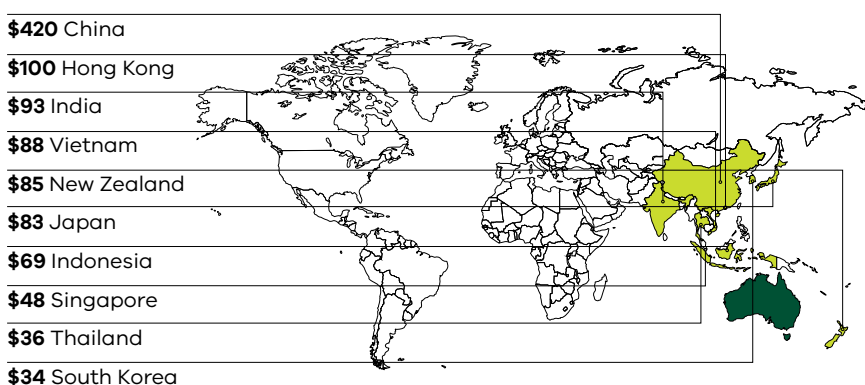 $420 China
$100 Hong Kong
$93 India
$88 Vietnam
$85 New Zealand
$83 Japan
$69 Indonesia
$48 Singapore
$36 Thailand
$34 South Korea